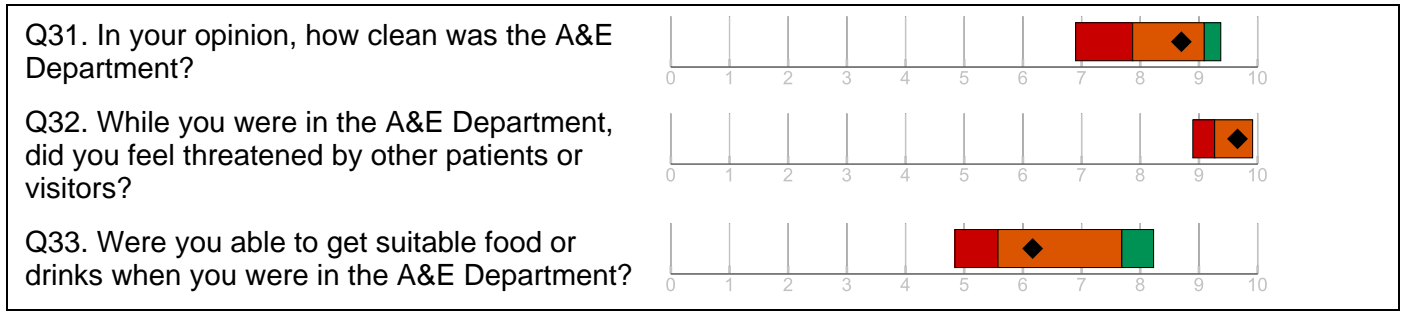 Q31. In your opinion, how clean was the A&E
Department?
0 1 2 3 4 5 6 7 8 9 10
Q32. While you were in the A&E Department,
did you feel threatened by other patients or
visitors?
0 1 2 3 4 5 6 7 8 9 10
Q33. Were you able to get suitable food or
drinks when you were in the A&E Department?
0 1 2 3 4 5 6 7 8 9 10